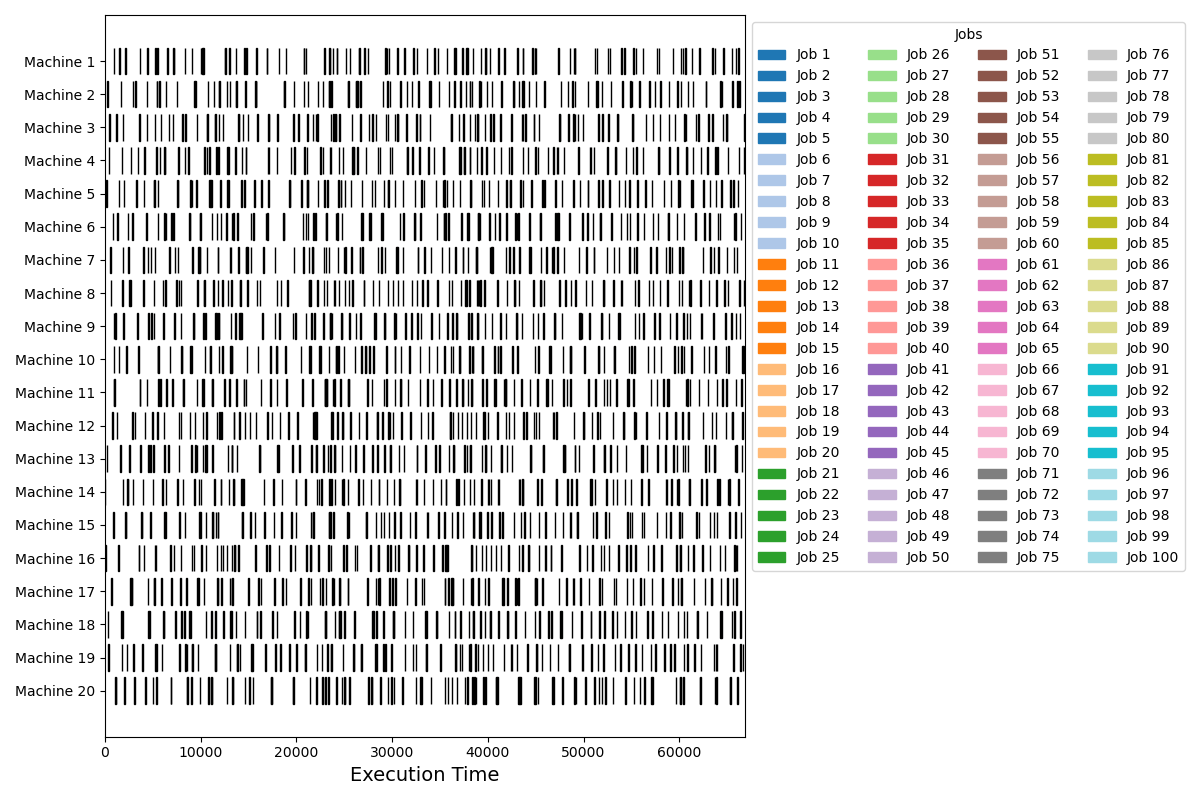 Machine 1
Machine 2
Machine 3
Machine 4
Machine 5
Machine 6
Machine 7
Machine 8
Machine 9
Machine 10
Machine 11
Machine 12
Machine 13
Machine 14
Machine 15
Machine 16
Machine 17
Machine 18
Machine 19
Machine 20
0 10000 20000 30000 40000 50000 60000
Execution Time
Jobs
Job 1 Job 26 Job 51 Job 76
Job 2 Job 27 Job 52 Job 77
Job 3 Job 28 Job 53 Job 78
Job 4 Job 29 Job 54 Job 79
Job 5 Job 30 Job 55 Job 80
Job 6 Job 31 Job 56 Job 81
Job 7 Job 32 Job 57 Job 82
Job 8 Job 33 Job 58 Job 83
Job 9 Job 34 Job 59 Job 84
Job 10 Job 35 Job 60 Job 85
Job 11 Job 36 Job 61 Job 86
Job 12 Job 37 Job 62 Job 87
Job 13 Job 38 Job 63 Job 88
Job 14 Job 39 Job 64 Job 89
Job 15 Job 40 Job 65 Job 90
Job 16 Job 41 Job 66 Job 91
Job 17 Job 42 Job 67 Job 92
Job 18 Job 43 Job 68 Job 93
Job 19 Job 44 Job 69 Job 94
Job 20 Job 45 Job 70 Job 95
Job 21 Job 46 Job 71 Job 96
Job 22 Job 47 Job 72 Job 97
Job 23 Job 48 Job 73 Job 98
Job 24 Job 49 Job 74 Job 99
Job 25 Job 50 Job 75 Job 100